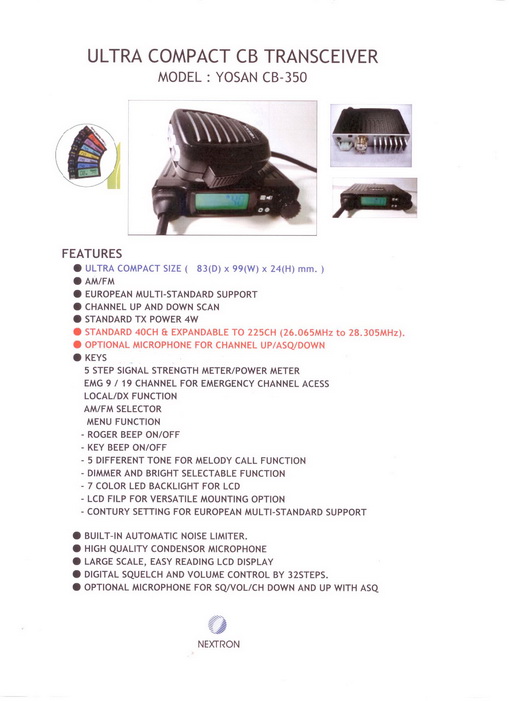 ULTRA COMPACT CB TRANSCEIVER
MODEL : YOSAN CB-350
FEATURES
● ULTRA COMPACT SIZE ( 83(D) x 99(W) x 24(H) mm. )
● AM/FM
● EUROPEAN MULTI-STANDARD SUPPORT
● CHANNEL UP AND DOWN SCAN
● STANDARD TX POWER 4W
● STANDARD 40CH & EXPANDABLE TO 225CH (26.065MHz to 28.305MHz).
● OPTIONAL MICROPHONE FOR CHANNEL UP/ASQ/DOWN
● KEYS
5 STEP SIGNAL STRENGTH METER/POWER METER
EMG 9 / 19 CHANNEL FOR EMERGENCY CHANNEL ACESS
LOCAL/DX FUNCTION
AM/FM SELECTOR
MENU FUNCTION
- ROGER BEEP ON/OFF
- KEY BEEP ON/OFF
- 5 DIFFERENT TONE FOR MELODY CALL FUNCTION
- DIMMER AND BRIGHT SELECTABLE FUNCTION
- 7 COLOR LED BACKLIGHT FOR LCD
- LCD FILP FOR VERSATILE MOUNTING OPTION
- CONTURY SETTING FOR EUROPEAN MULTI-STANDARD SUPPORT
● BUILT-IN AUTOMATIC NOISE LIMITER.
● HIGH QUALITY CONDENSOR MICROPHONE
● LARGE SCALE, EASY READING LCD DISPLAY
● DIGITAL SQUELCH AND VOLUME CONTROL BY 32STEPS.
● OPTIONAL MICROPHONE FOR SQ/VOL/CH DOWN AND UP WITH ASQ
NEXTRON